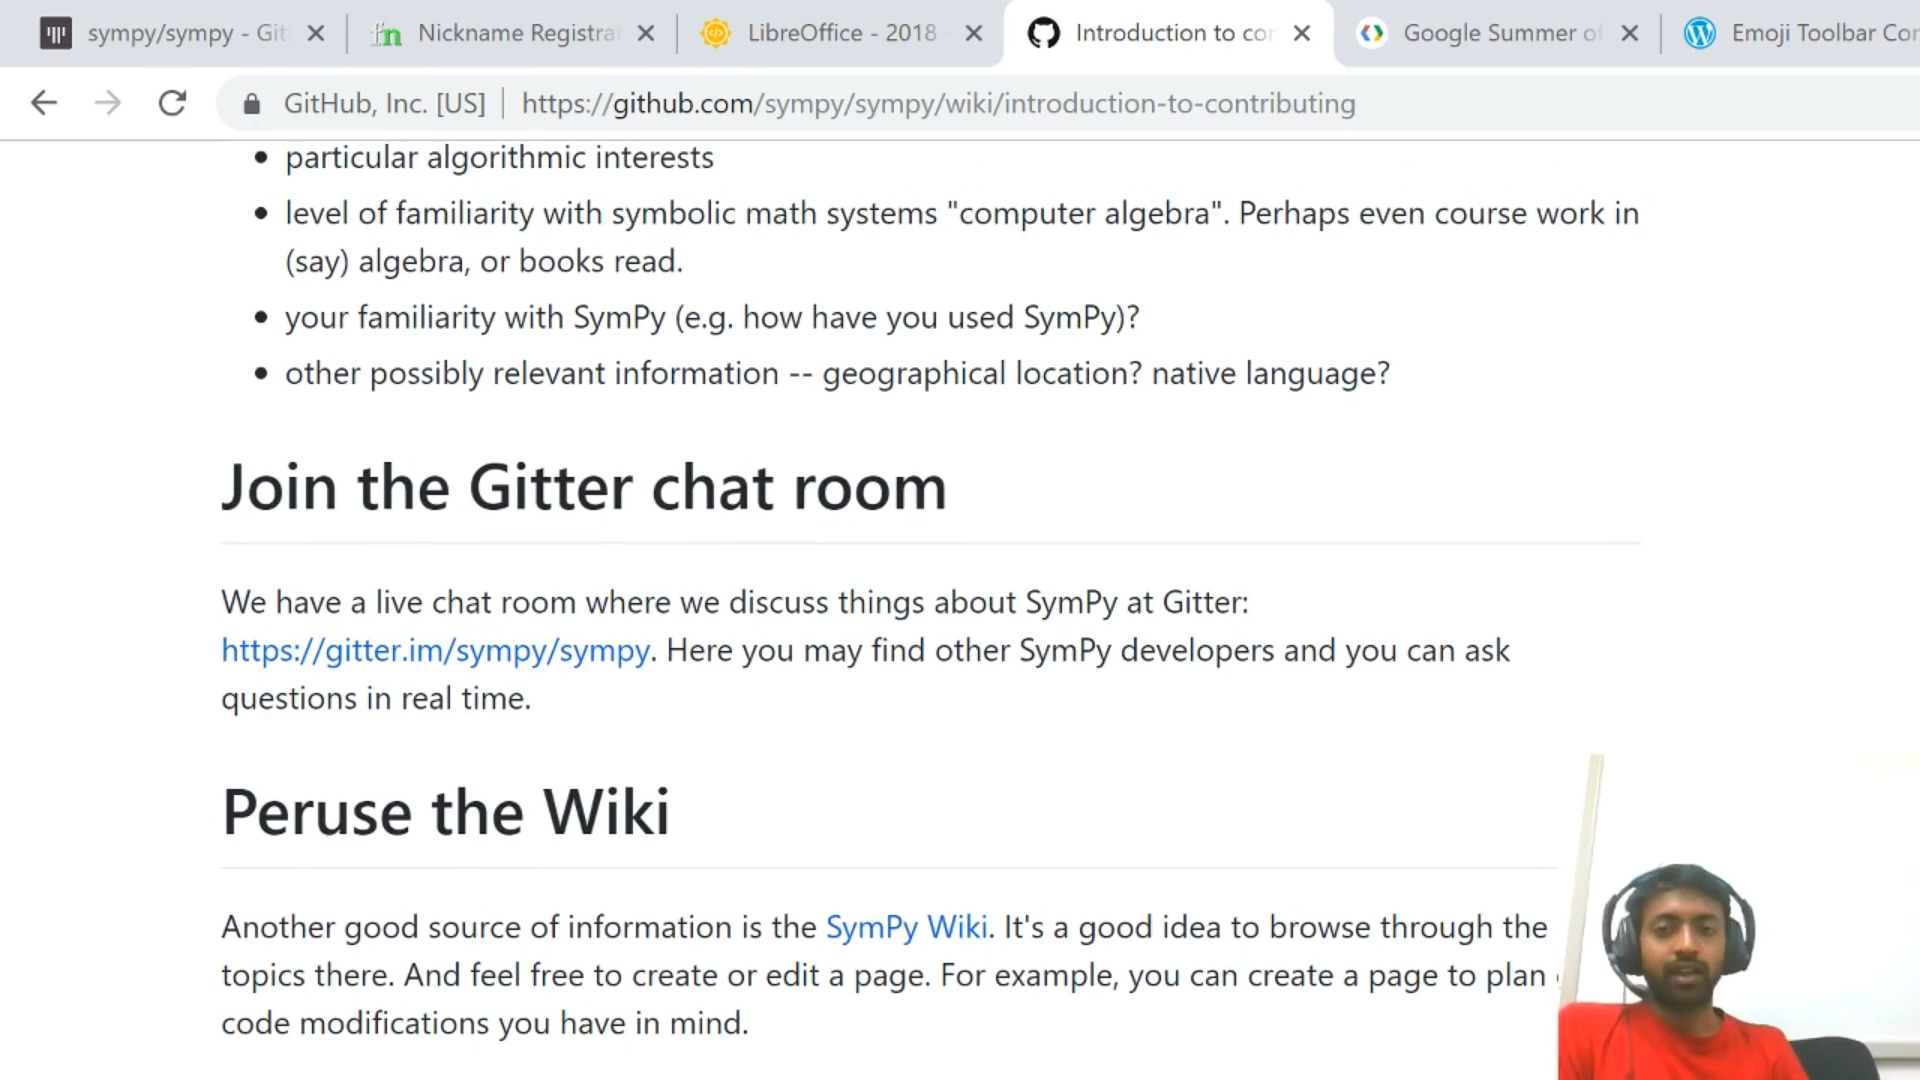 sympy/sympy - Git
Nickname Registra
LibreOffice - 2018
Introduction to cor
Google Summer of
Emoji Toolbar Con
GitHub, Inc. [US]
https://github.com/sympy/sympy/wiki/introduction-to-contributing
particular algorithmic interests
level of familiarity with symbolic math systems "computer algebra". Perhaps even course work in
(say) algebra, or books read.
your familiarity with SymPy (e.g. how have you used SymPy)?
other possibly relevant information -- geographical location? native language?
Join the Gitter chat room
We have a live chat room where we discuss things about SymPy at Gitter:
https://gitter.im/sympy/sympy. Here you may find other SymPy developers and you can ask
questions in real time.
Peruse the Wiki
Another good source of information is the SymPy Wiki. It's a good idea to browse through the
topics there. And feel free to create or edit a page. For example, you can create a page to plan
code modifications you have in mind.